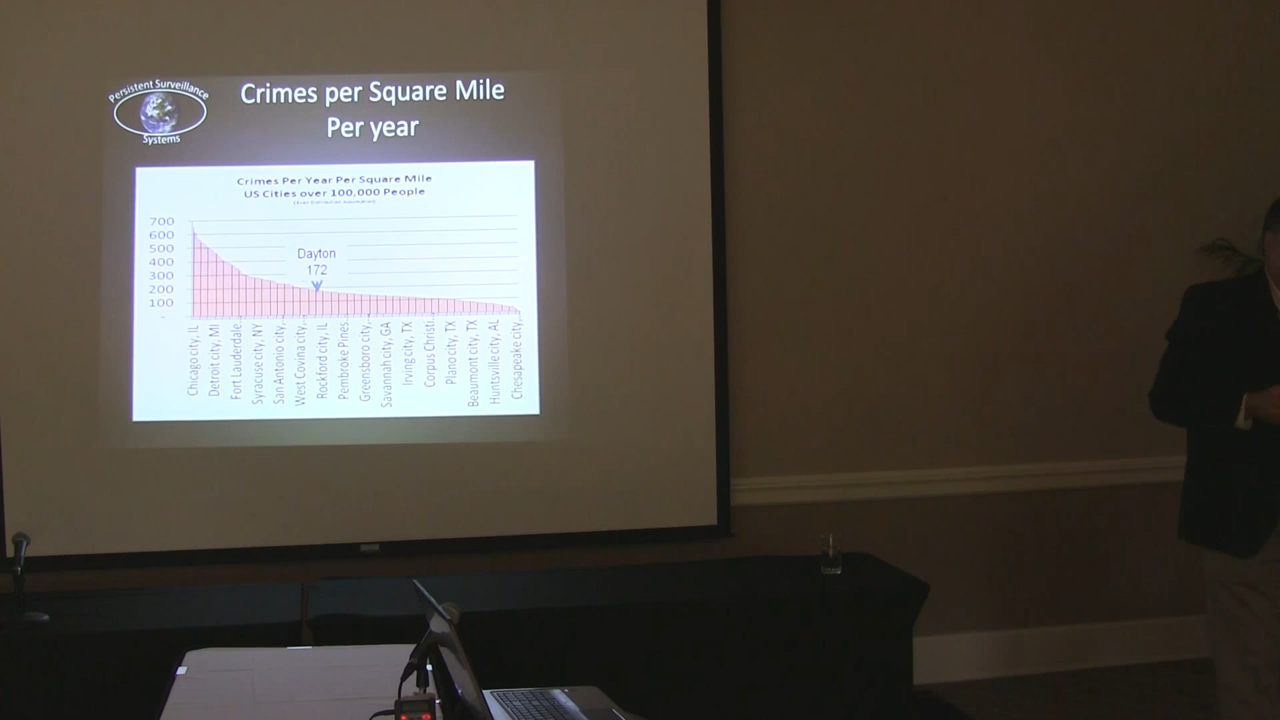 Persistent Surveillance
Systems
Crimes per Square Mile
Per year
Crimes Per Year Per Square Mile
US Cities over 100,000 People
(Even Distribution Assumption)
700
600
500
400
300
200
100
-
Dayton
172
Chicago city, IL
Detroit city, MI
Fort Lauderdale...
Syracuse city, NY
San Antonio city,...
West Covina city,...
Rockford city, IL
Pembroke Pines
Greensboro city,...
Savannah city, GA
Irving city, TX
Corpus Christi...
Plano city, TX
Beaumont city, TX
Huntsville city, AL
Chesapeake city,...